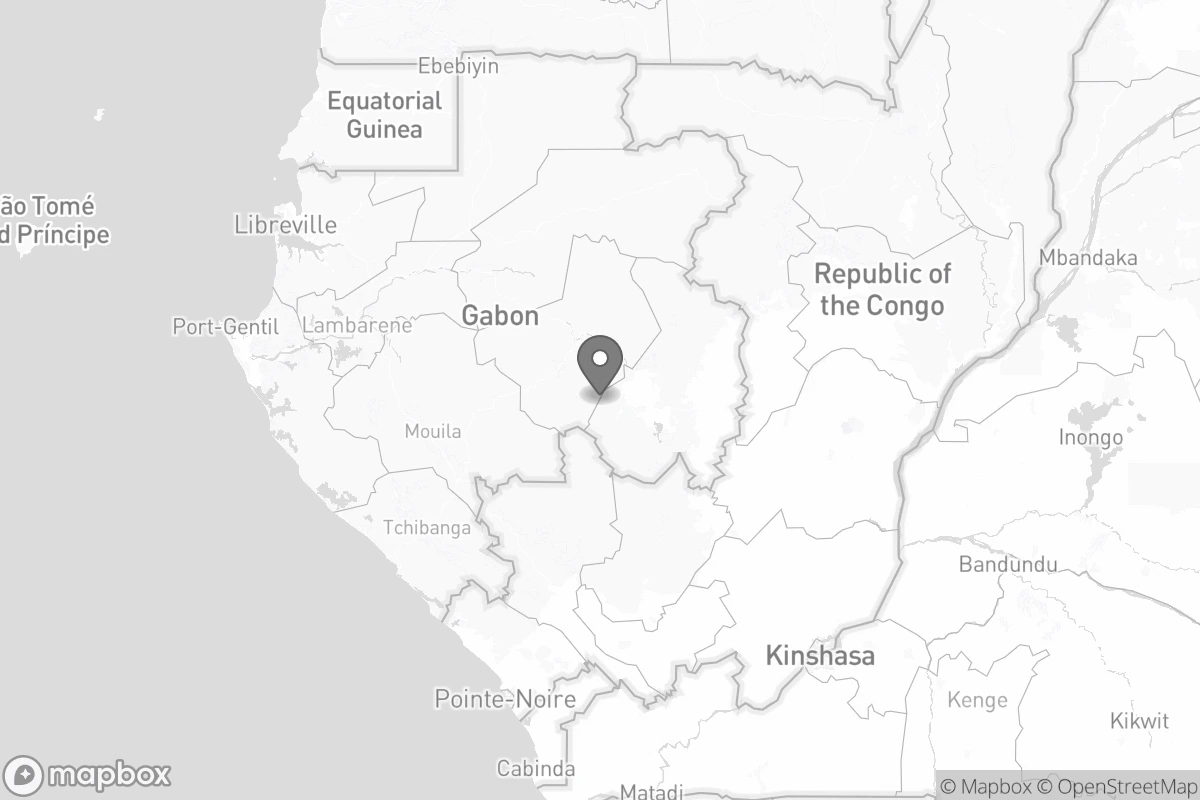 Ebebiyin
Equatorial
Guinea
ão Tomé
d Príncipe
Libreville
Mbandaka
Republic of
the Congo
Gabon
Port-Gentil
Lambarene
Mouila
Inongo
Tchibanga
Bandundu
Kinshasa
Pointe-Noire
Kenge
Kikwit
Cabinda
Matadi
mapbox
© Mapbox © OpenStreetMap